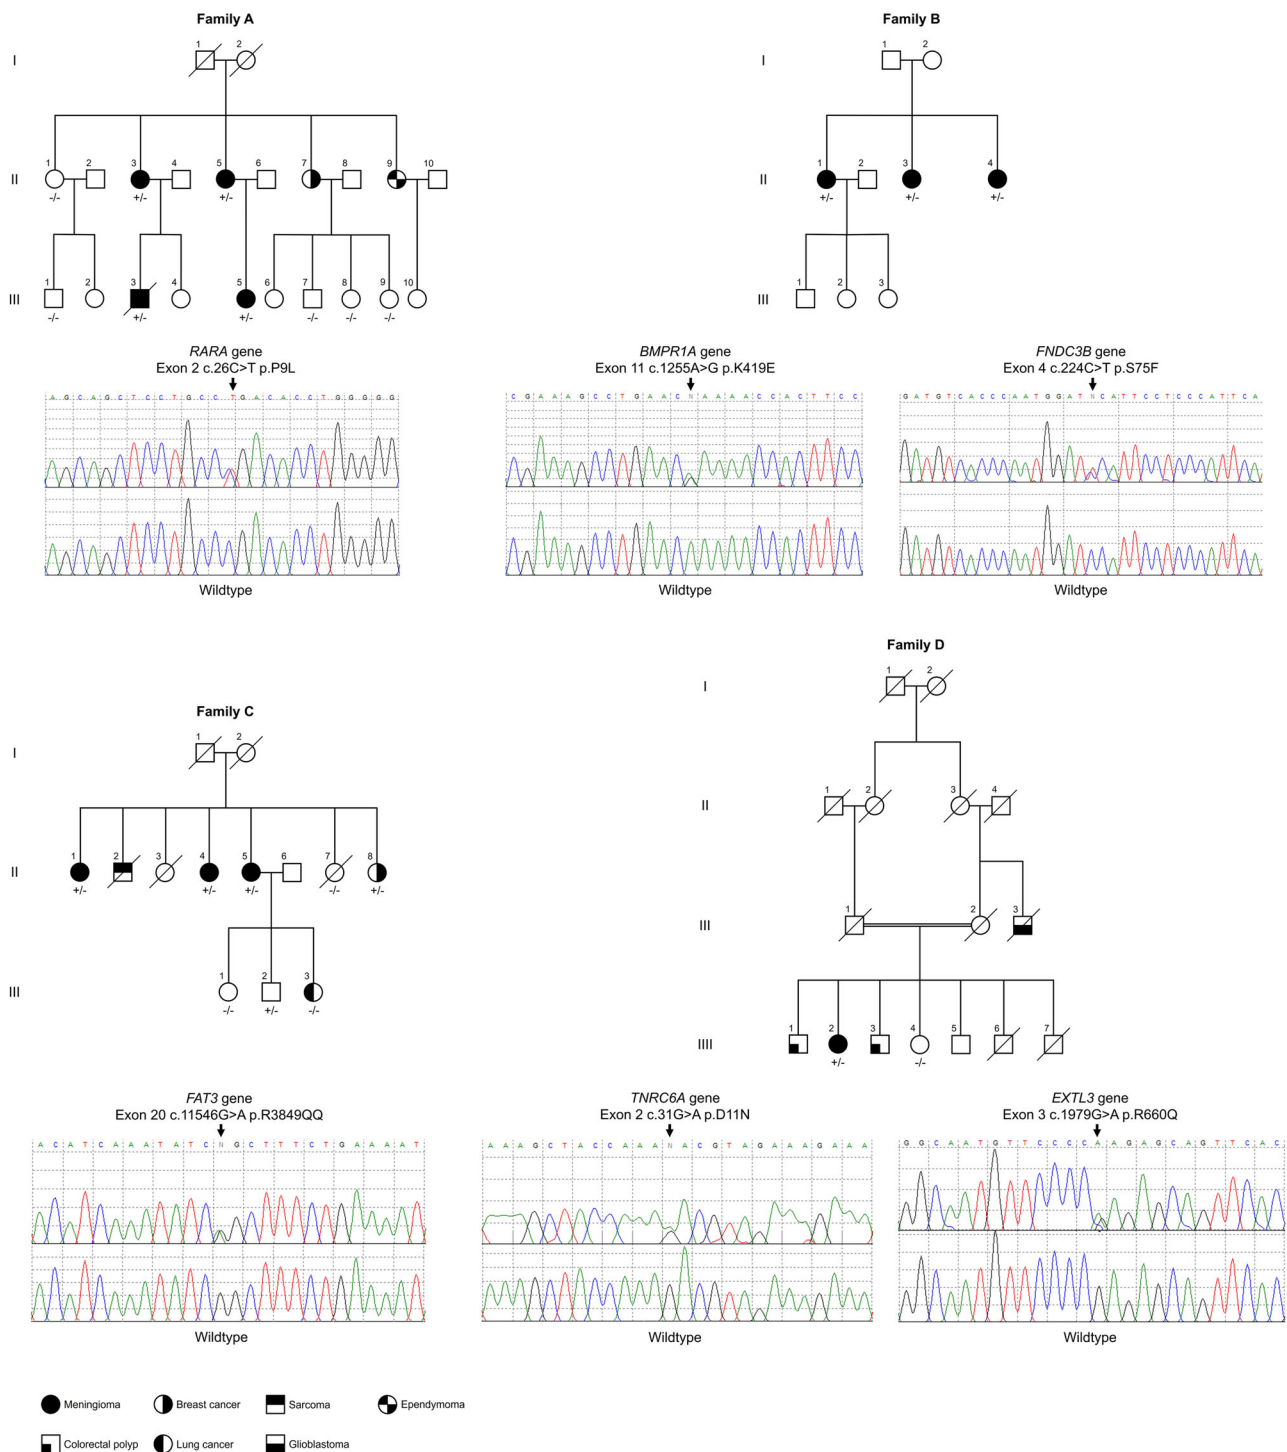 Family A
Family B
I
1 2
I
1 2
II
1 2 3 4 5 6 7 8 9 10
-/- +/- +/-
II
1 2 3 4
+/- +/- +/-
III
1 2 3 4 5 6 7 8 9 10
-/- +/- +/- -/- -/- -/-
III
1 2 3
RARA gene
Exon 2 c.26C>T p.P9L
BMPR1A gene
Exon 11 c.1255A>G p.K419E
FNDC3B gene
Exon 4 c.224C>T p.S75F
A G C A G C T C C T G C C T G A C A C C T G G G G G
C G A A A G C C T G A A C N A A A A C C A C T T C C
G A T G T C A C C C A A T G G A T N C A T T C C T C C C A T T C A
Wildtype
Wildtype
Wildtype
Family D
I
1 2
Family C
I
1 2
II
1 2 3 4
II
1 2 3 4 5 6 7 8
+/- +/- +/- -/- +/-
III
1 2 3
III
1 2 3
-/- +/- -/-
IIII
1 2 3 4 5 6 7
+/- -/-
FAT3 gene
Exon 20 c.11546G>A p.R3849QQ
TNRC6A gene
Exon 2 c.31G>A p.D11N
EXTL3 gene
Exon 3 c.1979G>A p.R660Q
A C A T C A A A T A T C N G C T T T C T G A A A A T
A A A G C T A C C A A A N A C G T A G A A A G A A A
G G C A A T G T T C C C C A A G A G C A G T T C A C
Wildtype
Wildtype
Wildtype
Meningioma
Breast cancer
Sarcoma
Ependymoma
Colorectal polyp
Lung cancer
Glioblastoma